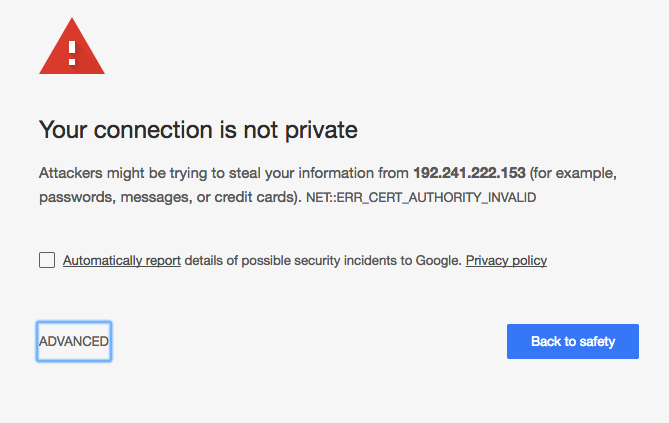 Your connection is not private
Attackers might be trying to steal your information from 192.241.222.153 (for example,
passwords, messages, or credit cards). NET::ERR_CERT_AUTHORITY_INVALID
Automatically report details of possible security incidents to Google. Privacy policy
ADVANCED
Back to safety